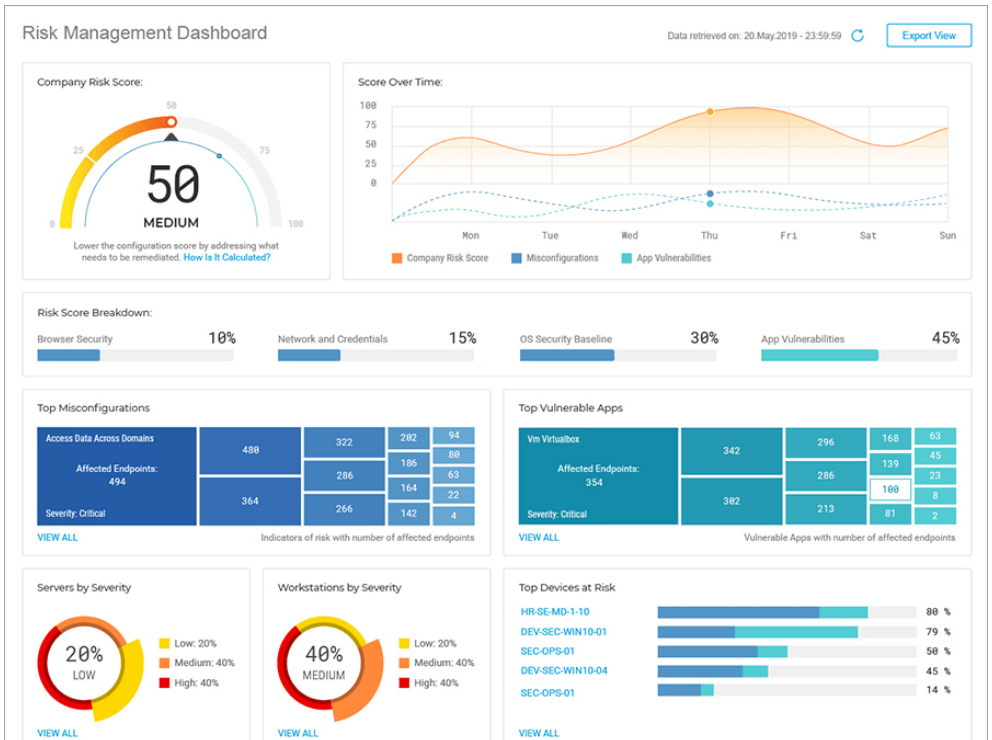 Risk Management Dashboard
Data retrieved on: 20.May.2019 - 23:59:59
Export View
Company Risk Score:
50
25
75
0
100
50
MEDIUM
Lower the configuration score by addressing what
needs to be remediated. How Is It Calculated?
Score Over Time:
100
75
50
25
0
Mon Tue Wed Thu Fri Sat Sun
Company Risk Score Misconfigurations App Vulnerabilities
Risk Score Breakdown:
Browser Security 10%
Network and Credentials 15%
OS Security Baseline 30%
App Vulnerabilities 45%
Top Misconfigurations
Access Data Across Domains
Affected Endpoints:
494
Severity: Critical
480
364
322
286
266
202
186
164
142
94
80
63
22
4
VIEW ALL
Indicators of risk with number of affected endpoints
Top Vulnerable Apps
Vm Virtualbox
Affected Endpoints:
354
Severity: Critical
342
302
296
286
213
168
139
100
81
63
45
23
8
2
VIEW ALL
Vulnerable Apps with number of affected endpoints
Servers by Severity
20%
LOW
Low: 20%
Medium: 40%
High: 40%
VIEW ALL
Workstations by Severity
40%
MEDIUM
Low: 20%
Medium: 40%
High: 40%
VIEW ALL
Top Devices at Risk
HR-SE-MD-1-10 80 %
DEV-SEC-WIN10-01 79 %
SEC-OPS-01 50 %
DEV-SEC-WIN10-04 45 %
SEC-OPS-01 14 %
VIEW ALL